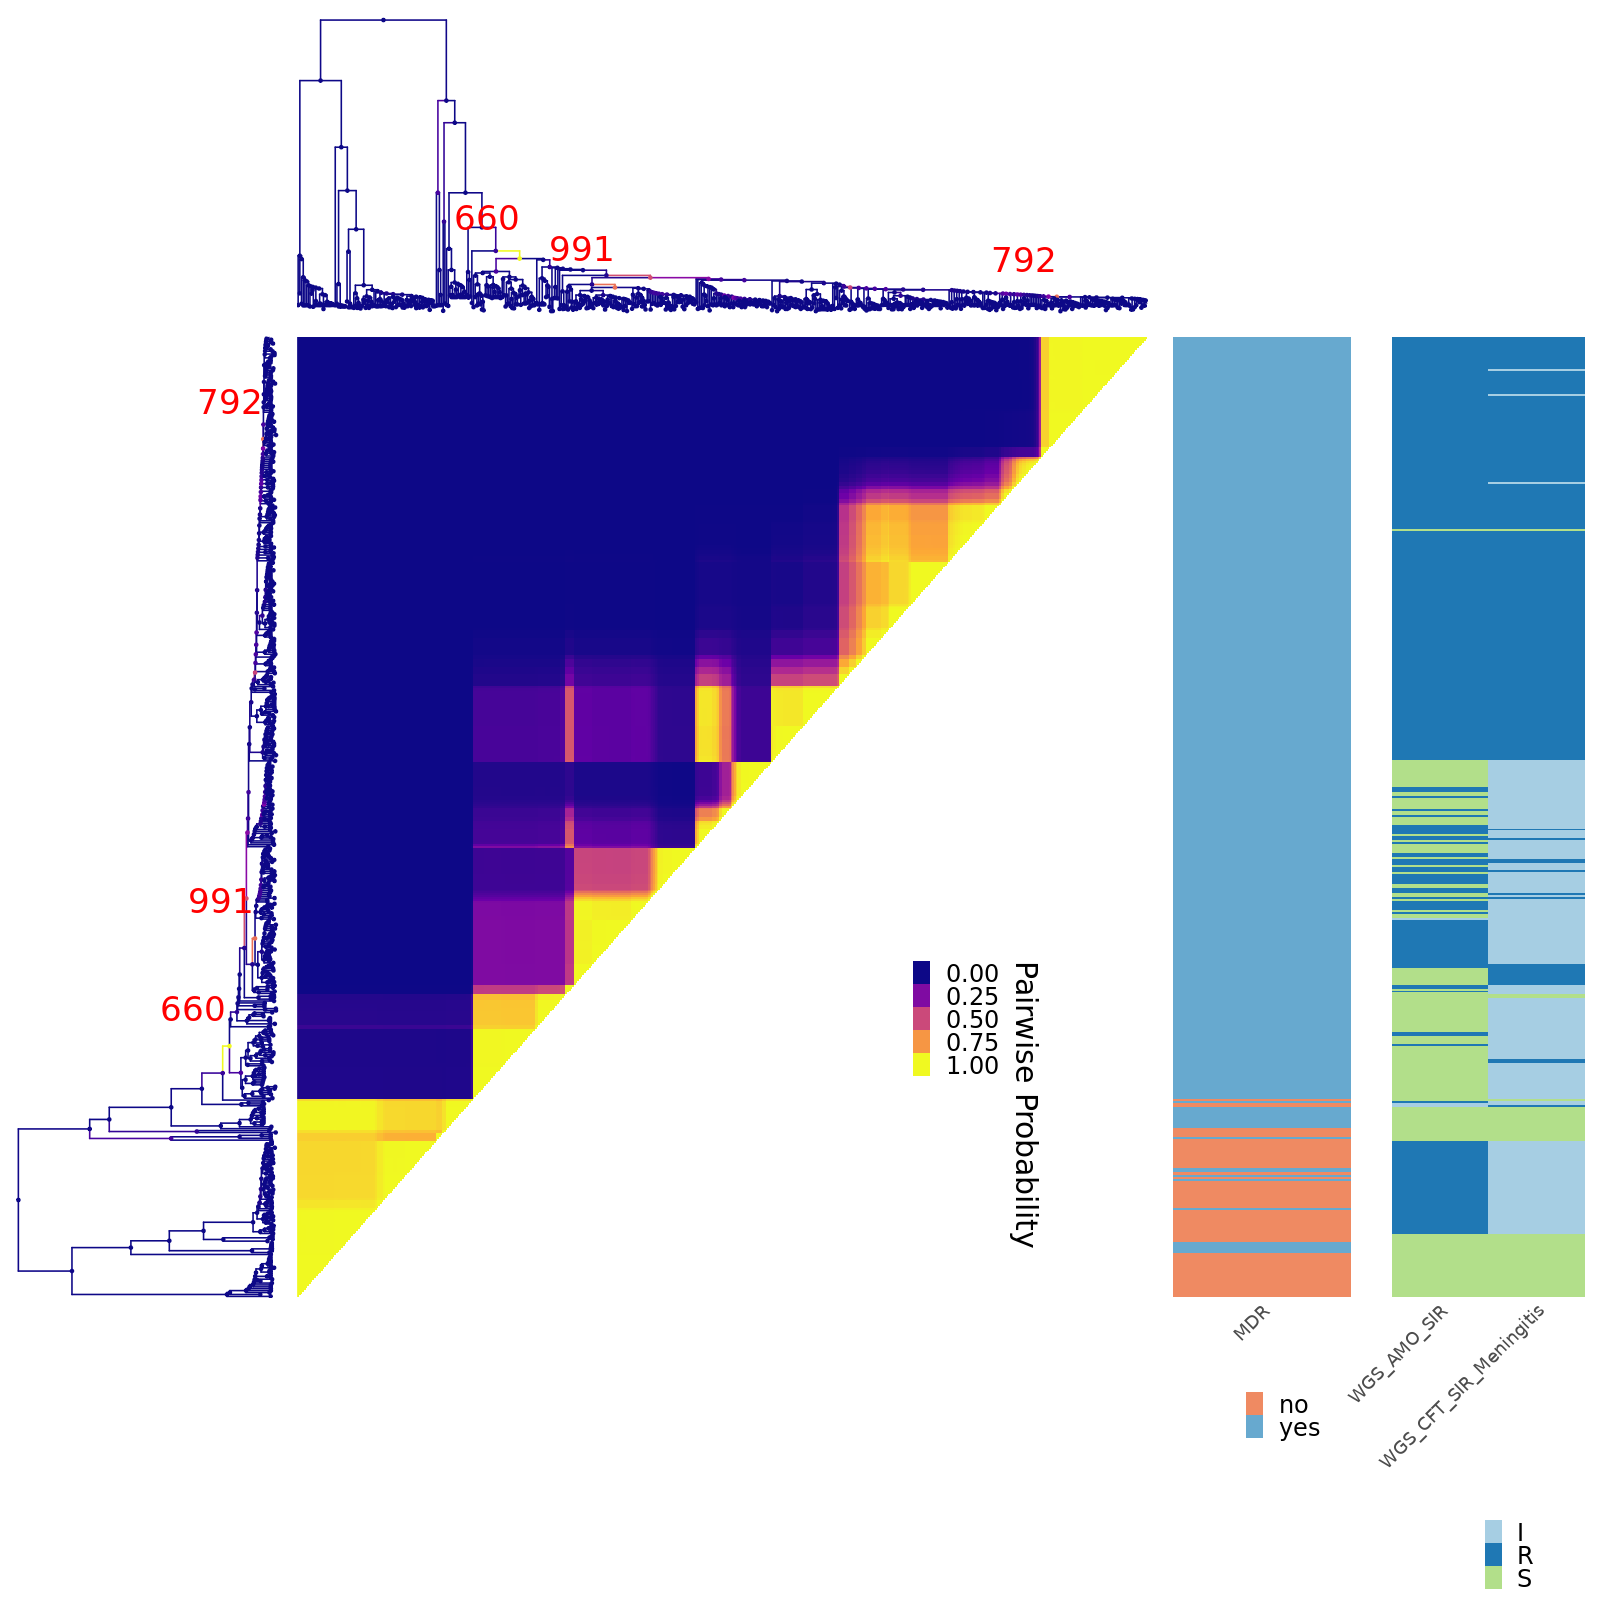 660
991
792
792
991
660
0.00
0.25
0.50
0.75
1.00
Pairwise Probability
MDR
WGS_AMO_SIR
WGS_CFT_SIR_Meningitis
no
yes
I
R
S